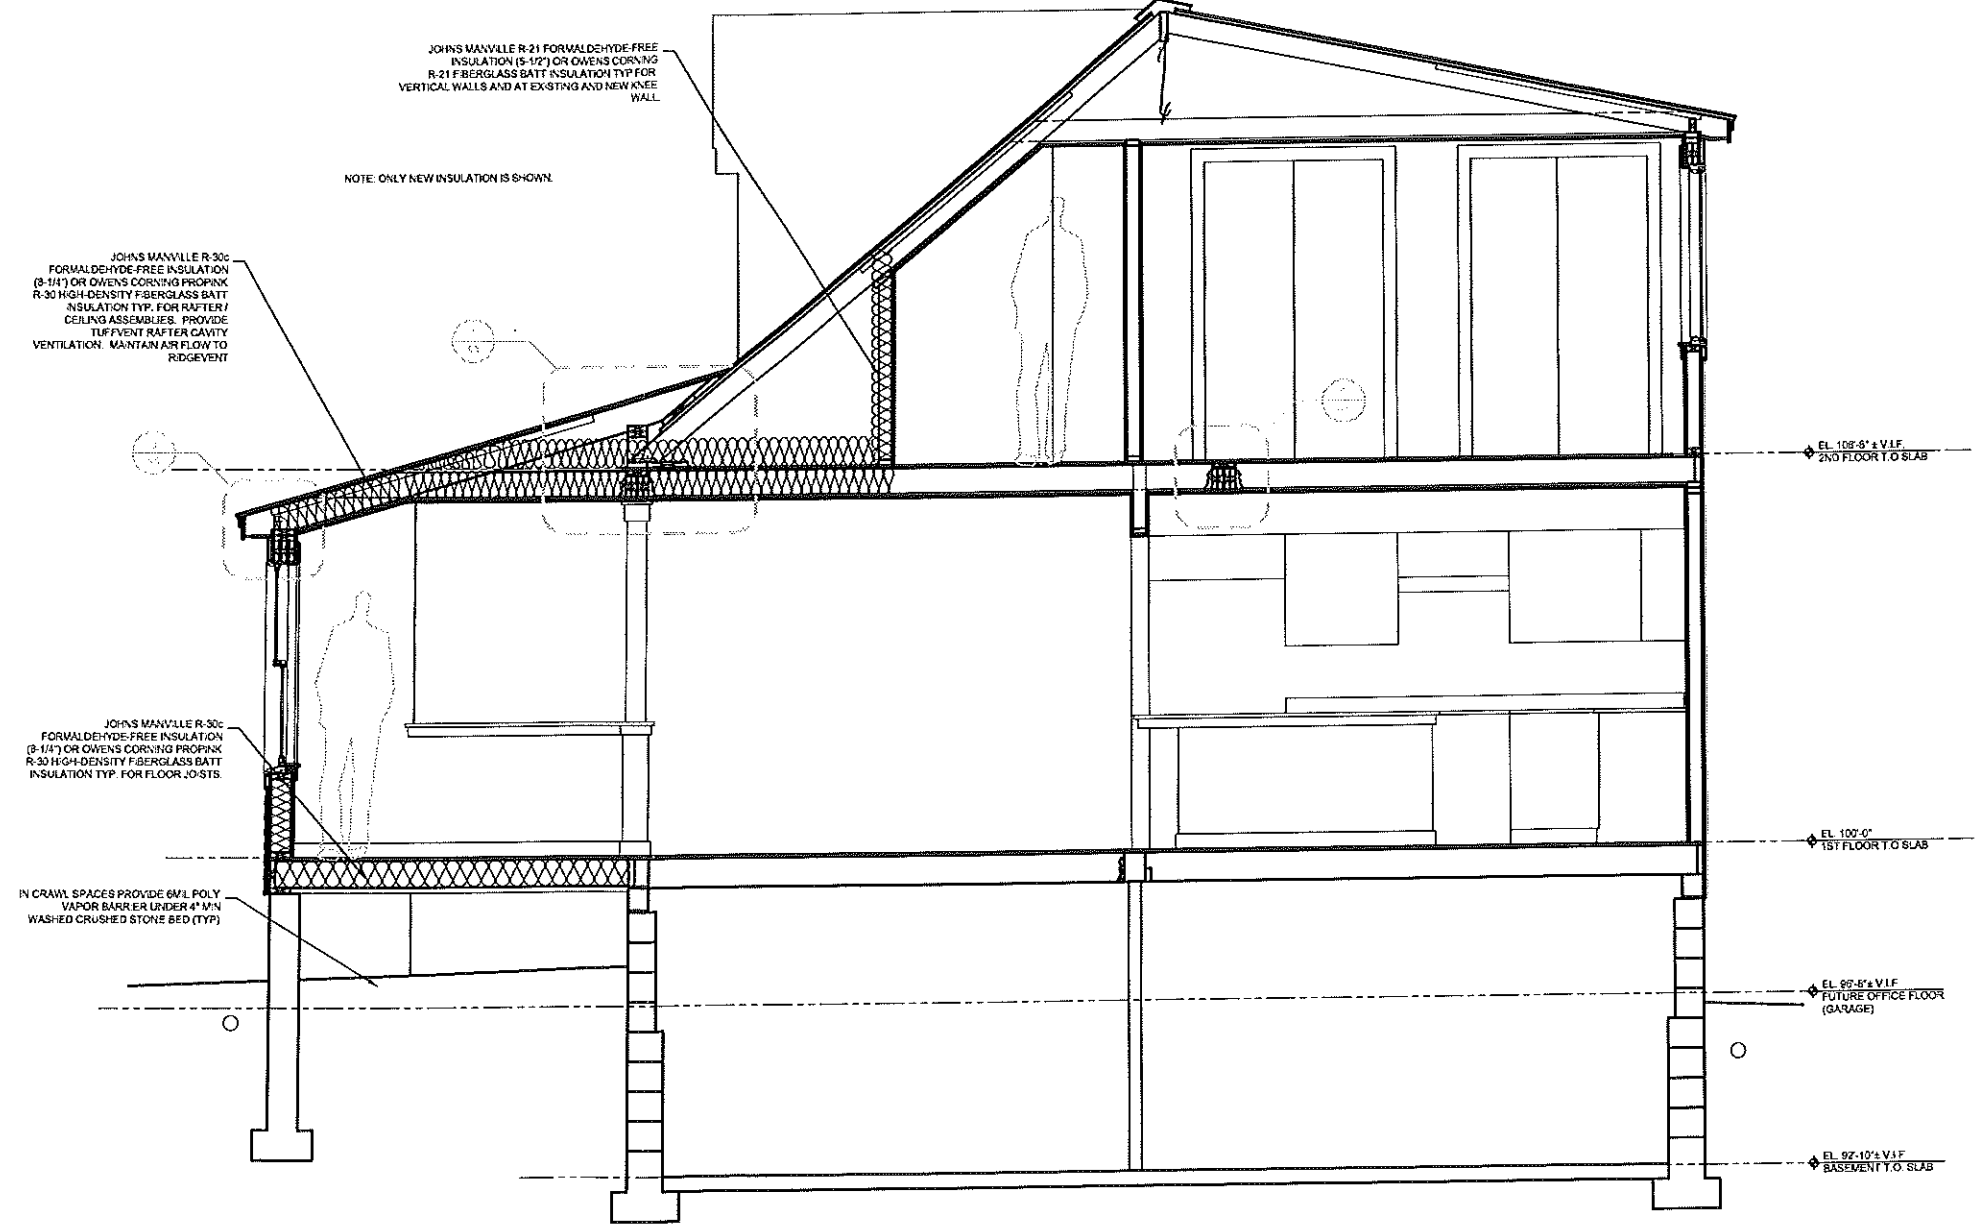 JOHNS MANVILLE R-21 FORMALDEHYDE-FREE
INSULATION (5-1/2") OR OWENS CORNING
R-21 FIBERGLASS BATT INSULATION TYP FOR
VERTICAL WALLS AND AT EXISTING AND NEW KNEE
WALL
NOTE: ONLY NEW INSULATION IS SHOWN.
JOHNS MANVILLE R-30c
FORMALDEHYDE-FREE INSULATION
(8-1/4") OR OWENS CORNING PROPINK
R-30 HIGH-DENSITY FIBERGLASS BATT
INSULATION TYP. FOR RAFTER /
CEILING ASSEMBLIES. PROVIDE
TUFFVENT RAFTER CAVITY
VENTILATION. MAINTAIN AIR FLOW TO
RIDGEVENT
EL. 108'-6" ± V.I.F.
2ND FLOOR T.O SLAB
JOHNS MANVILLE R-30c
FORMALDEHYDE-FREE INSULATION
(8-1/4") OR OWENS CORNING PROPINK
R-30 HIGH-DENSITY FIBERGLASS BATT
INSULATION TYP. FOR FLOOR JOISTS.
EL. 100'-0"
1ST FLOOR T.O SLAB
IN CRAWL SPACES PROVIDE 6MIL POLY
VAPOR BARRIER UNDER 4" MIN
WASHED CRUSHED STONE BED (TYP)
EL. 96'-8"± V.I.F
FUTURE OFFICE FLOOR
(GARAGE)
EL. 92'-10"± V.I.F
BASEMENT T.O. SLAB